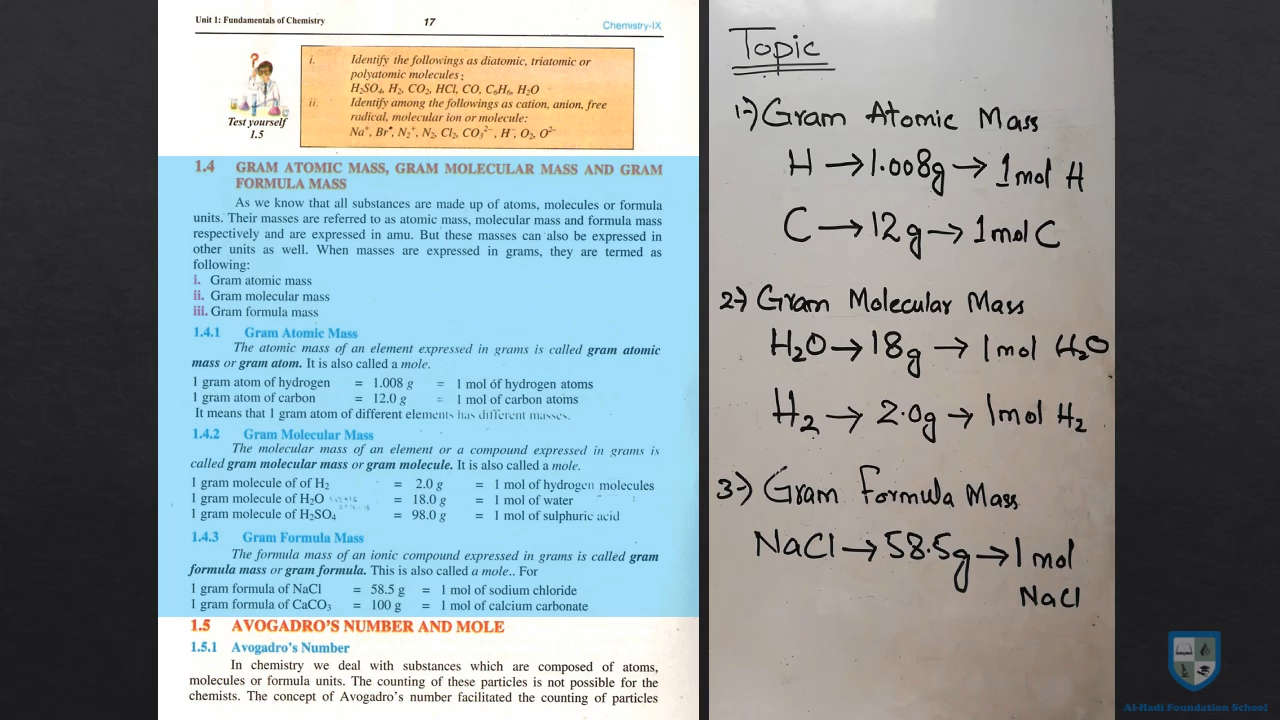 Unit 1: Fundamentals of Chemistry 17 Chemistry-IX
i. Identify the followings as diatomic, triatomic or
polyatomic molecules:
H₂SO₄, H₂, CO₂, HCl, CO, C₆H₆, H₂O
ii. Identify among the followings as cation, anion, free
radical, molecular ion or molecule:
Na⁺, Br•, N₂⁺, N₂, Cl₂, CO₃²⁻, H⁻, O₂, O²⁻
Test yourself
1.5
1.4 GRAM ATOMIC MASS, GRAM MOLECULAR MASS AND GRAM
FORMULA MASS
As we know that all substances are made up of atoms, molecules or formula
units. Their masses are referred to as atomic mass, molecular mass and formula mass
respectively and are expressed in amu. But these masses can also be expressed in
other units as well. When masses are expressed in grams, they are termed as
following:
i. Gram atomic mass
ii. Gram molecular mass
iii. Gram formula mass
1.4.1 Gram Atomic Mass
The atomic mass of an element expressed in grams is called gram atomic
mass or gram atom. It is also called a mole.
1 gram atom of hydrogen = 1.008 g = 1 mol of hydrogen atoms
1 gram atom of carbon = 12.0 g = 1 mol of carbon atoms
It means that 1 gram atom of different elements has different masses.
1.4.2 Gram Molecular Mass
The molecular mass of an element or a compound expressed in grams is
called gram molecular mass or gram molecule. It is also called a mole.
1 gram molecule of of H₂ = 2.0 g = 1 mol of hydrogen molecules
1 gram molecule of H₂O = 18.0 g = 1 mol of water
1 gram molecule of H₂SO₄ = 98.0 g = 1 mol of sulphuric acid
1.4.3 Gram Formula Mass
The formula mass of an ionic compound expressed in grams is called gram
formula mass or gram formula. This is also called a mole.. For
1 gram formula of NaCl = 58.5 g = 1 mol of sodium chloride
1 gram formula of CaCO₃ = 100 g = 1 mol of calcium carbonate
1.5 AVOGADRO'S NUMBER AND MOLE
1.5.1 Avogadro's Number
In chemistry we deal with substances which are composed of atoms,
molecules or formula units. The counting of these particles is not possible for the
chemists. The concept of Avogadro's number facilitated the counting of particles
Topic
1-) Gram Atomic Mass
H → 1.008g → 1mol H
C → 12g → 1mol C
2-) Gram Molecular Mass
H₂O → 18g → 1mol H₂O
H₂ → 2.0g → 1mol H₂
3-) Gram Formula Mass
NaCl → 58.5g → 1 mol
NaCl
Al-Hadi Foundation School